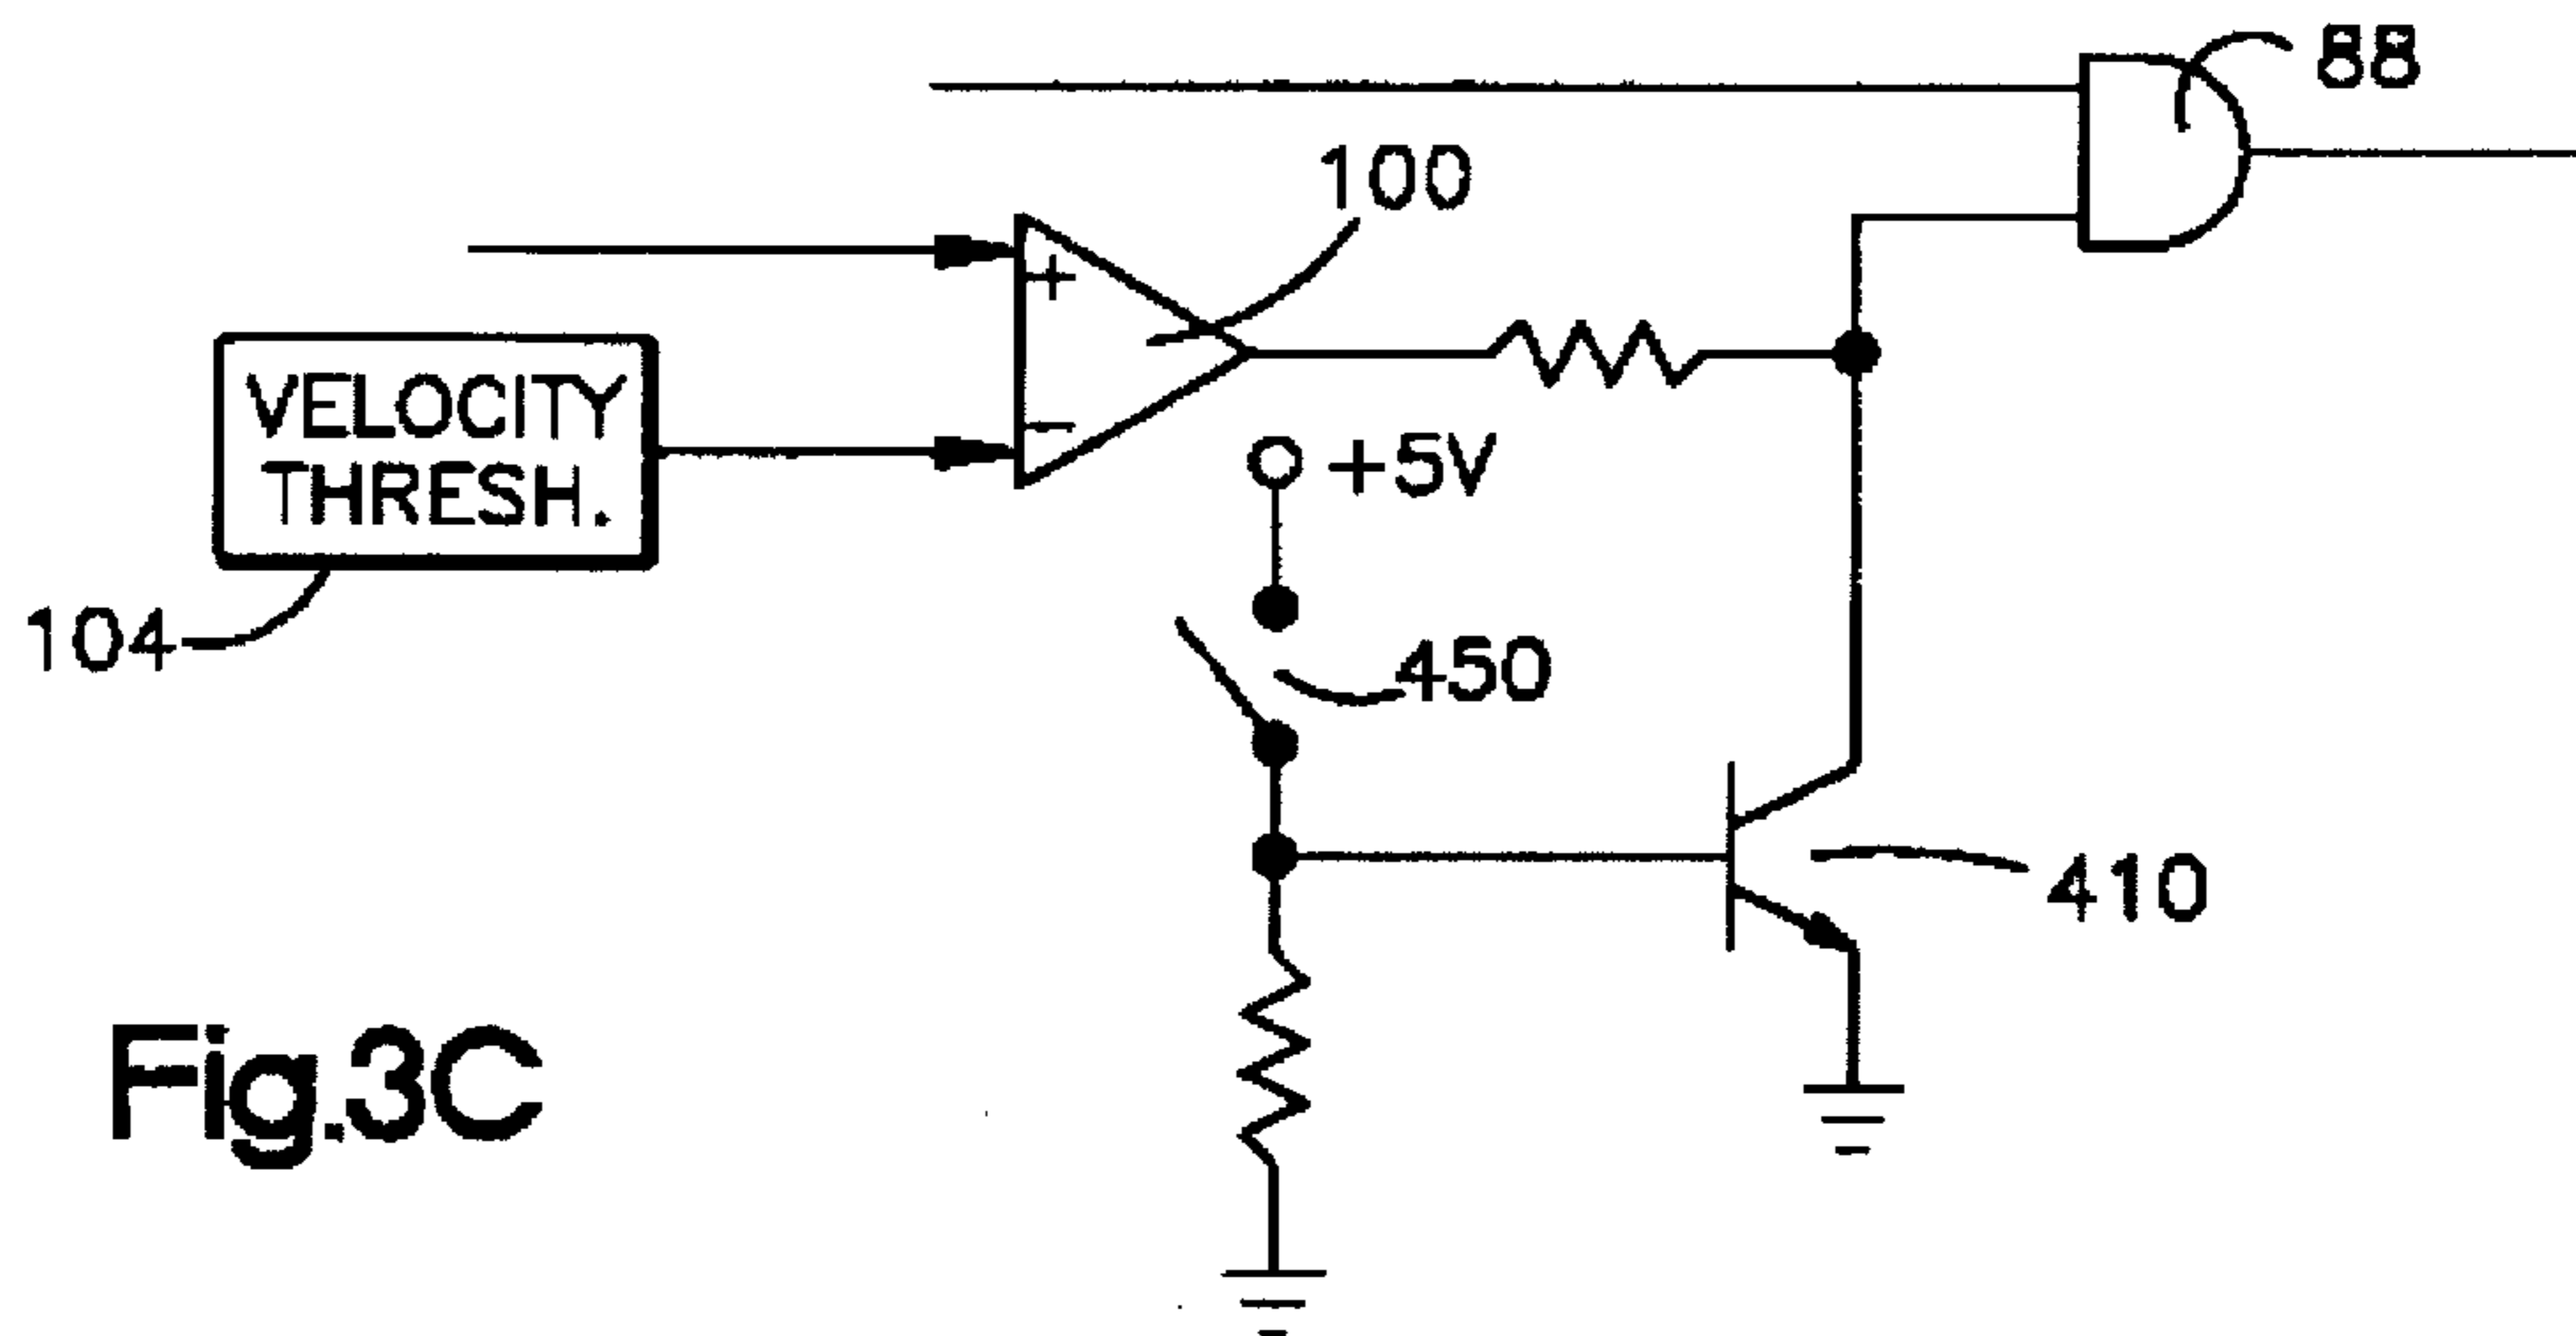 88
100
+
-
VELOCITY
THRESH.
+5V
104
450
410
Fig.3C